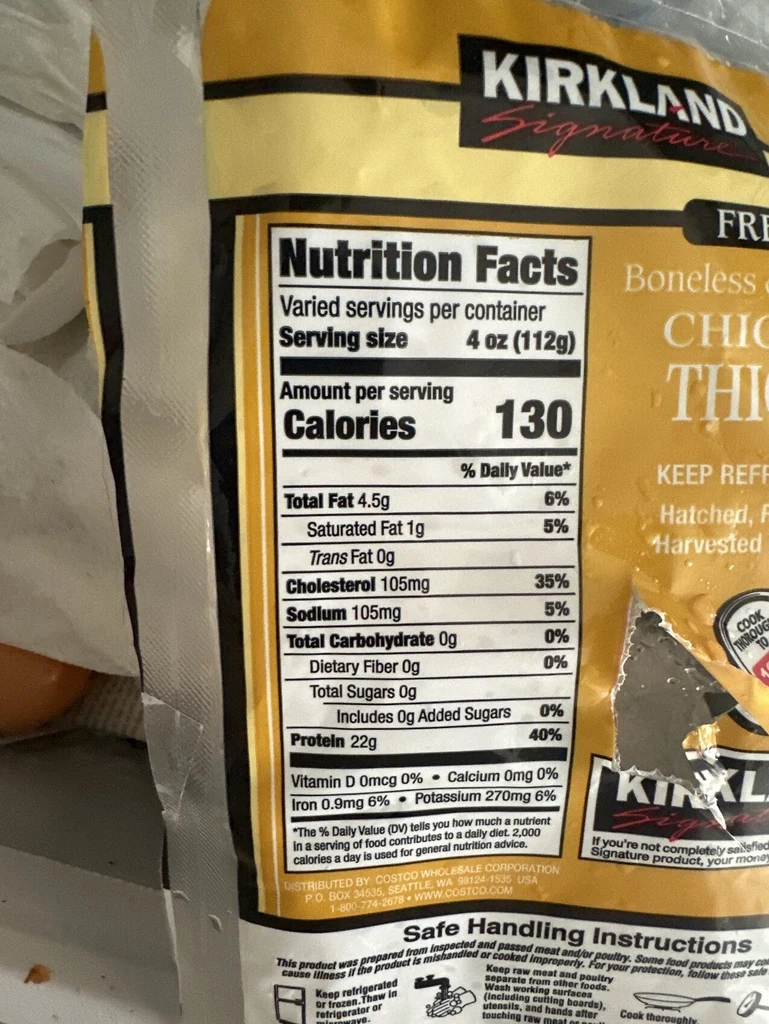 KIRKLAND
Signature
Boneless
Nutrition Facts
Varied servings per container
Serving size 4 oz (112g)
Amount per serving
Calories 130
% Daily Value*
Total Fat 4.5g 6%
Saturated Fat 1g 5%
Trans Fat 0g
Cholesterol 105mg 35%
Sodium 105mg 5%
Total Carbohydrate 0g 0%
Dietary Fiber 0g 0%
Total Sugars 0g
Includes 0g Added Sugars 0%
Protein 22g 40%
Vitamin D 0mcg 0% • Calcium 0mg 0%
Iron 0.9mg 6% • Potassium 270mg 6%
*The % Daily Value (DV) tells you how much a nutrient
in a serving of food contributes to a daily diet. 2,000
calories a day is used for general nutrition advice.
DISTRIBUTED BY: COSTCO WHOLESALE CORPORATION
P.O. BOX 34535, SEATTLE, WA 98124-1535 USA
1-800-774-2678 • WWW.COSTCO.COM
KEEP
Hatched,
Harvested
COOK
TO
If you're not completely satisfied
Signature product, your money
Safe Handling Instructions
This product was prepared from inspected and passed meat and/or poultry. Some food products may
cause illness if the product is mishandled or cooked improperly. For your protection, follow these safe
Keep refrigerated
or frozen. Thaw in
refrigerator or
Keep raw meat and poultry
separate from other foods.
Wash working surfaces
(including cutting boards),
utensils, and hands after
touching raw meat or
Cook thoroughly.